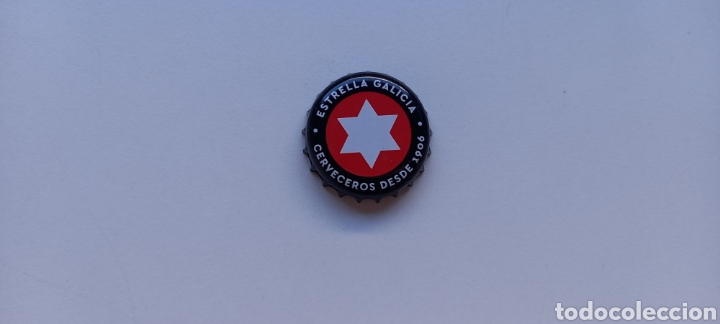 ESTRELLA GALICIA
CERVECEROS DESDE 1906
todocoleccion